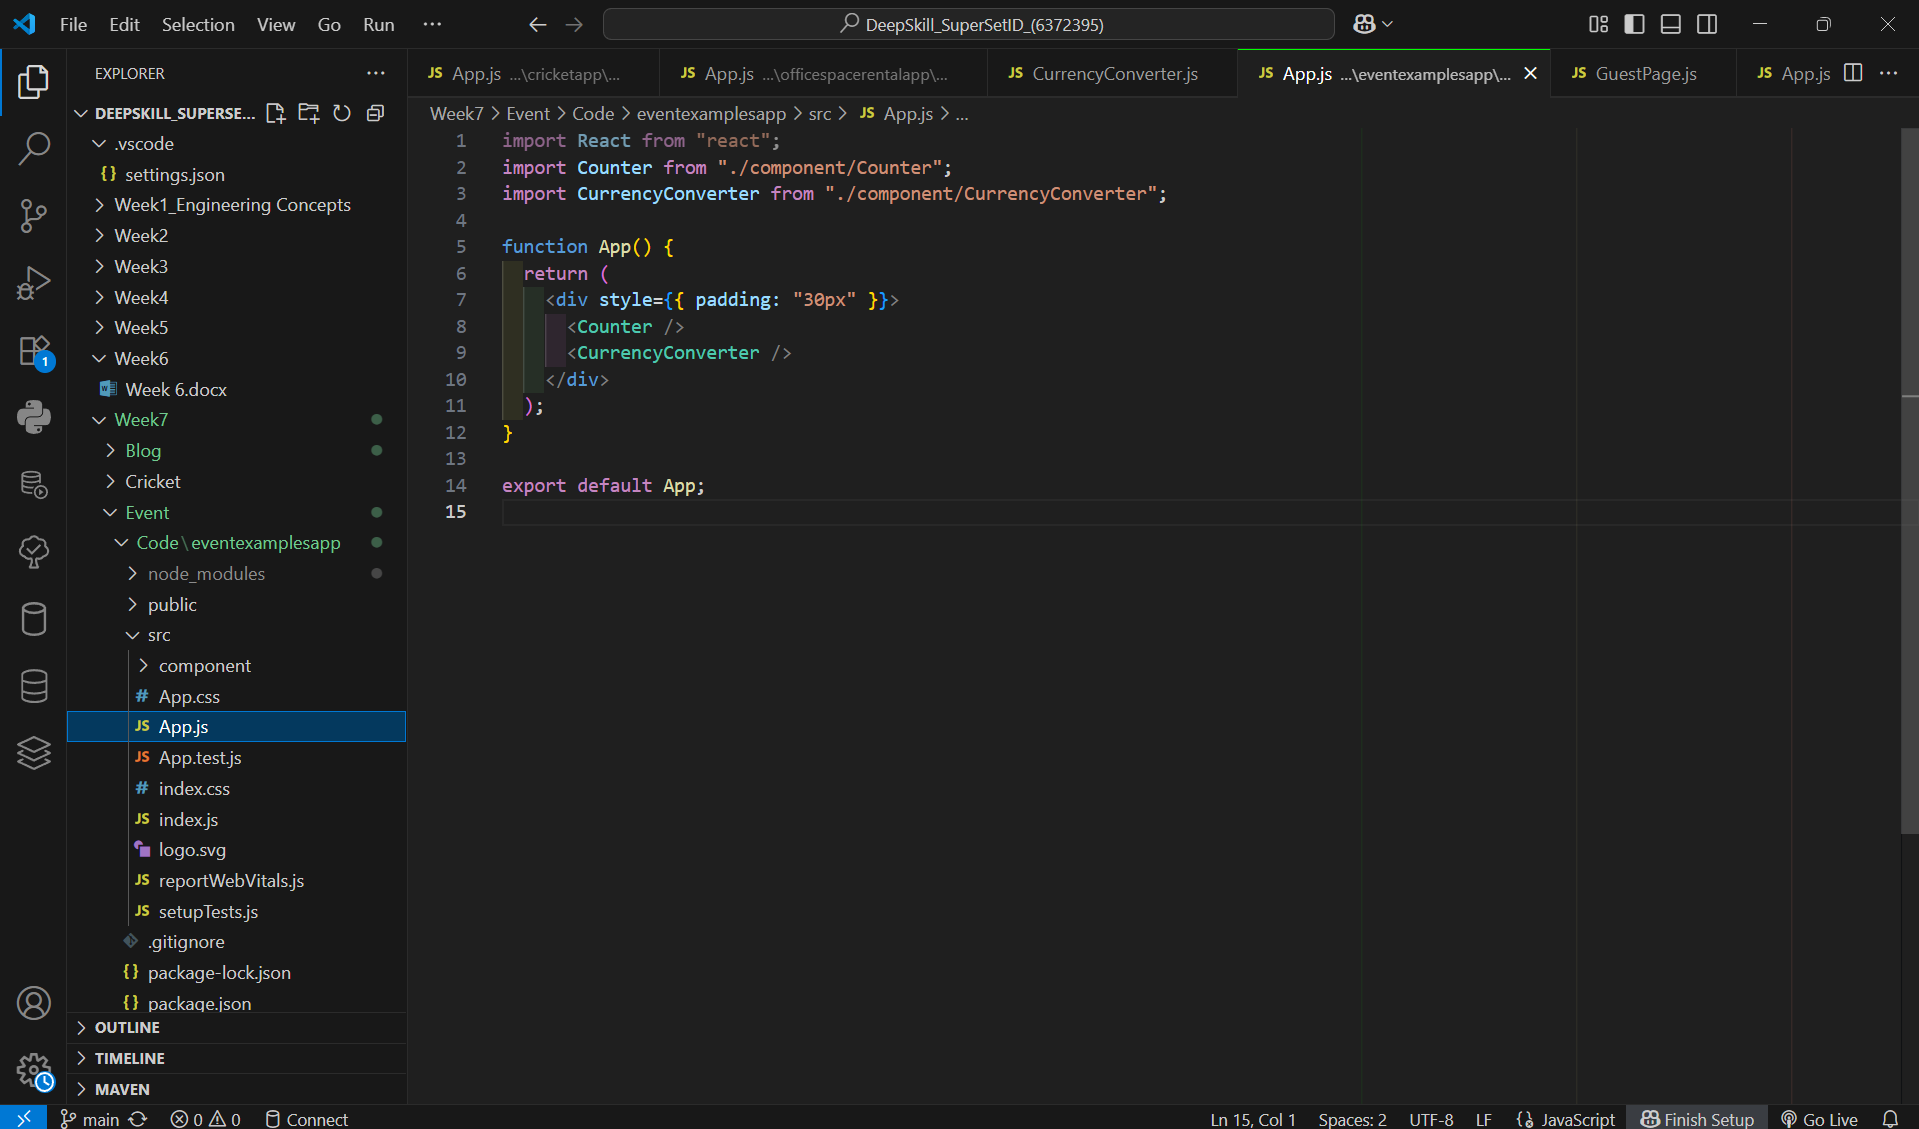 File Edit Selection View Go Run ... DeepSkill_SuperSetID_(6372395)
EXPLORER ...
App.js ...\cricketapp\... App.js ...\officespacerentalapp\... CurrencyConverter.js App.js ...\eventexamplesapp\... GuestPage.js App.js ...
DEEPSKILL_SUPERSE...
.vscode
{} settings.json
Week1_Engineering Concepts
Week2
Week3
Week4
Week5
Week6
Week 6.docx
Week7
Blog
Cricket
Event
Code\eventexamplesapp
node_modules
public
src
component
# App.css
JS App.js
JS App.test.js
# index.css
JS index.js
logo.svg
JS reportWebVitals.js
JS setupTests.js
.gitignore
{} package-lock.json
{} package.json
OUTLINE
TIMELINE
MAVEN
1
Week7 > Event > Code > eventexamplesapp > src > JS App.js > ...
1 import React from "react";
2 import Counter from "./component/Counter";
3 import CurrencyConverter from "./component/CurrencyConverter";
4
5 function App() {
6 return (
7 <div style={{ padding: "30px" }}>
8 <Counter />
9 <CurrencyConverter />
10 </div>
11 );
12 }
13
14 export default App;
15
main 0 0 Connect Ln 15, Col 1 Spaces: 2 UTF-8 LF {} JavaScript Finish Setup Go Live